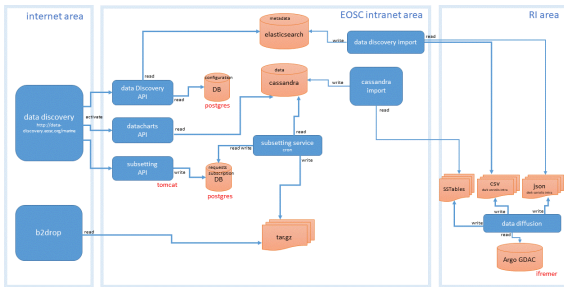 internet area
EOSC intranet area
RI area
metadata
elasticsearch
write
data discovery import
read
read
configuration
data Discovery
API
DB
read
postgres
data
cassandra
write
cassandra
import
read
data discovery
activate
datacharts
API
read
read
subsetting service
read write
write
subsetting
API
write
requests
subscription
DB
tomcat
postgres
SSTables
csv
Json
write
write
write
data diffusion
read
Argo GDAC
ifremer
b2drop
read
tar.gz